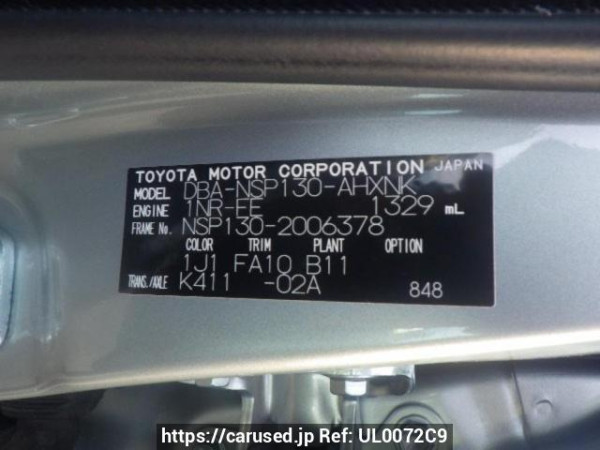 TOYOTA MOTOR CORPORATION JAPAN
MODEL DBA-NSP130-AHXNK
ENGINE 1NR-EE 1329 mL
FRAME No. NSP130-2006378
COLOR TRIM PLANT OPTION
1J1 FA10 B11
TRANS./AXLE K411 -02A 848
https://carused.jp Ref: UL0072C9